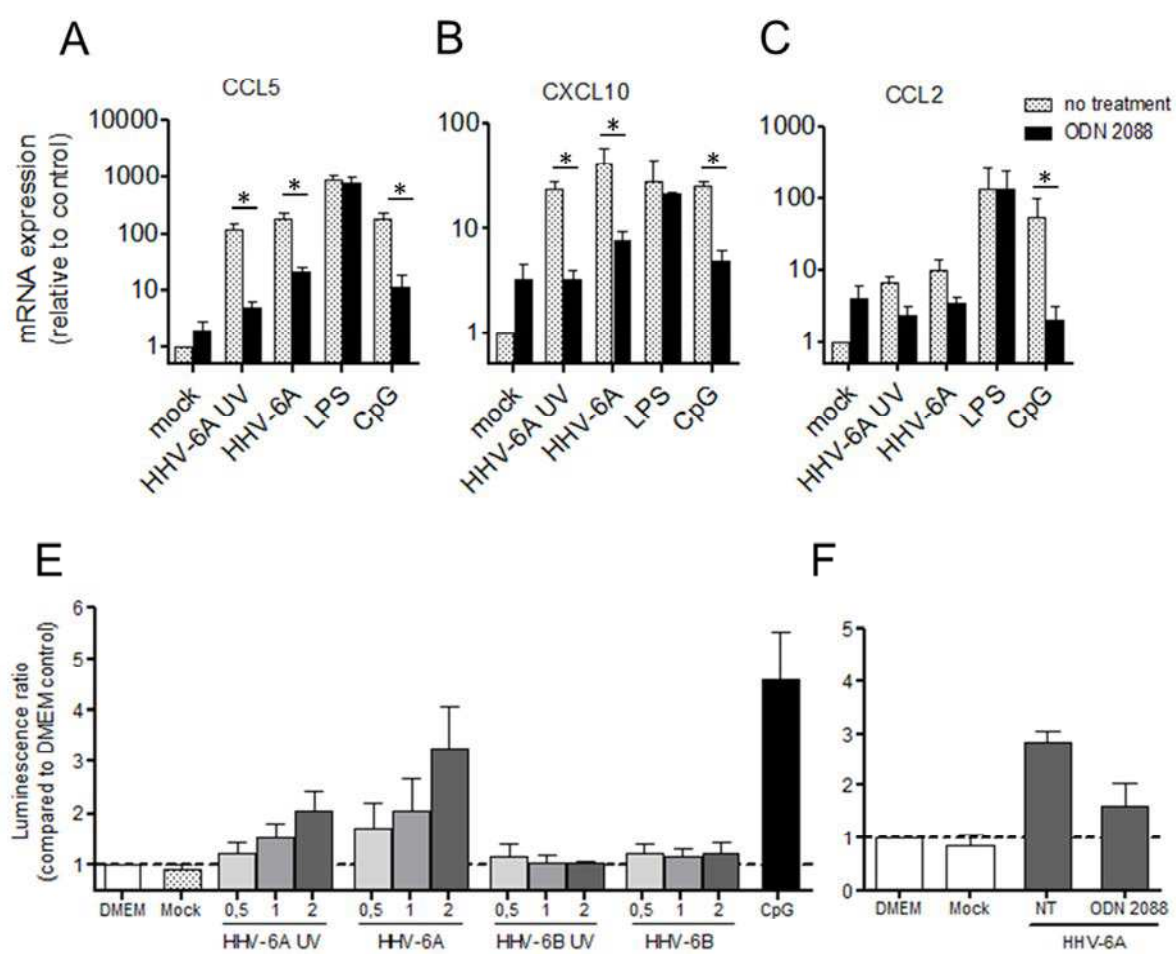 A
B
C
CCL5
CXCL10
CCL2
no treatment
ODN 2088
mRNA expression
(relative to control)
10000
1000
100
10
1
* * *
mock
HHV-6A UV
HHV-6A
LPS
CpG
100
10
1
* * *
mock
HHV-6A UV
HHV-6A
LPS
CpG
1000
100
10
1
*
mock
HHV-6A UV
HHV-6A
LPS
CpG
E
Luminescence ratio
(compared to DMEM control)
6
5
4
3
2
1
DMEM Mock 0,5 1 2 0,5 1 2 0,5 1 2 0,5 1 2 CpG
HHV-6A UV HHV-6A HHV-6B UV HHV-6B
F
5
4
3
2
1
0
DMEM Mock NT ODN 2088
HHV-6A